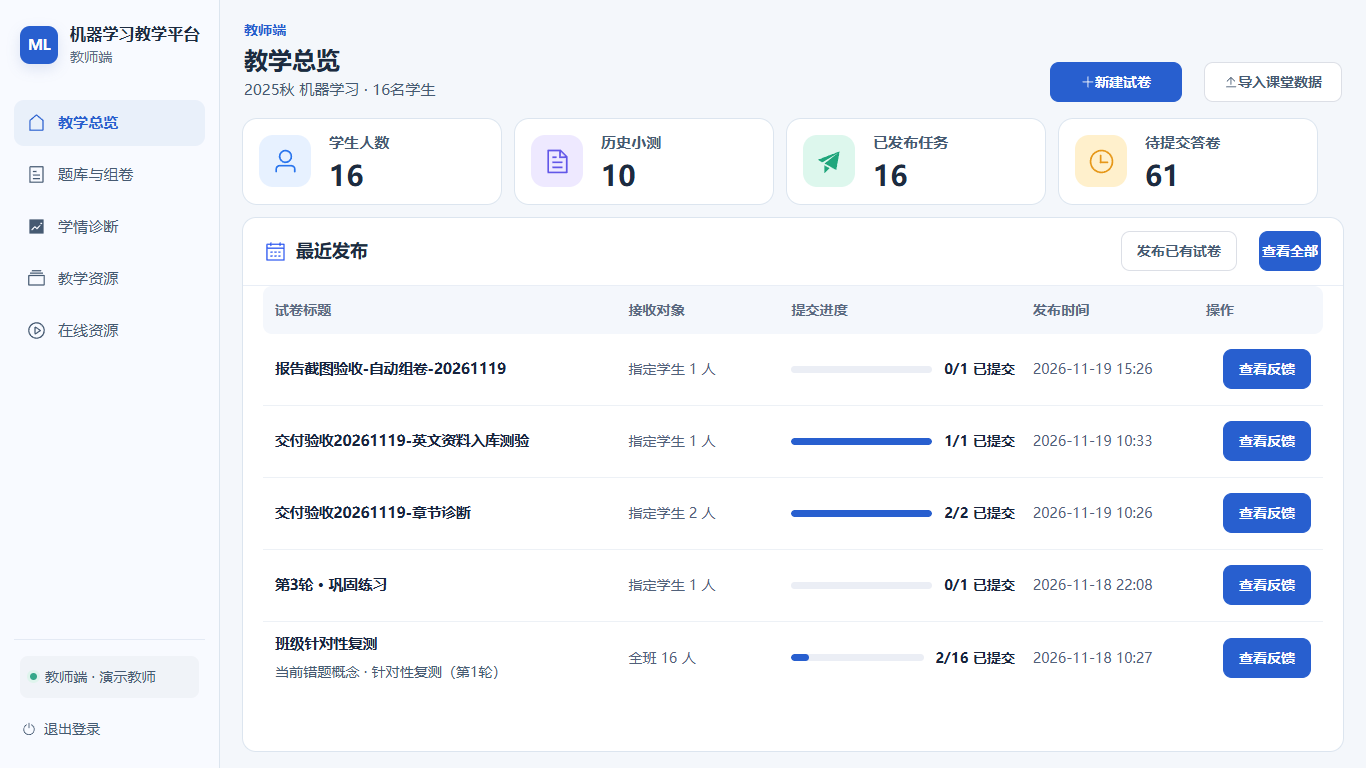 ML
机器学习教学平台
教师端
教学总览
题库与组卷
学情诊断
教学资源
在线资源
教师端 · 演示教师
退出登录
教师端
教学总览
2025秋 机器学习 · 16名学生
+新建试卷
导入课堂数据
学生人数
16
历史小测
10
已发布任务
16
待提交答卷
61
最近发布
发布已有试卷
查看全部
试卷标题 接收对象 提交进度 发布时间 操作
报告截图验收-自动组卷-20261119 指定学生 1 人 0/1 已提交 2026-11-19 15:26 查看反馈
交付验收20261119-英文资料入库测验 指定学生 1 人 1/1 已提交 2026-11-19 10:33 查看反馈
交付验收20261119-章节诊断 指定学生 2 人 2/2 已提交 2026-11-19 10:26 查看反馈
第3轮 · 巩固练习 指定学生 1 人 0/1 已提交 2026-11-18 22:08 查看反馈
班级针对性复测
当前错题概念 · 针对性复测（第1轮） 全班 16 人 2/16 已提交 2026-11-18 10:27 查看反馈